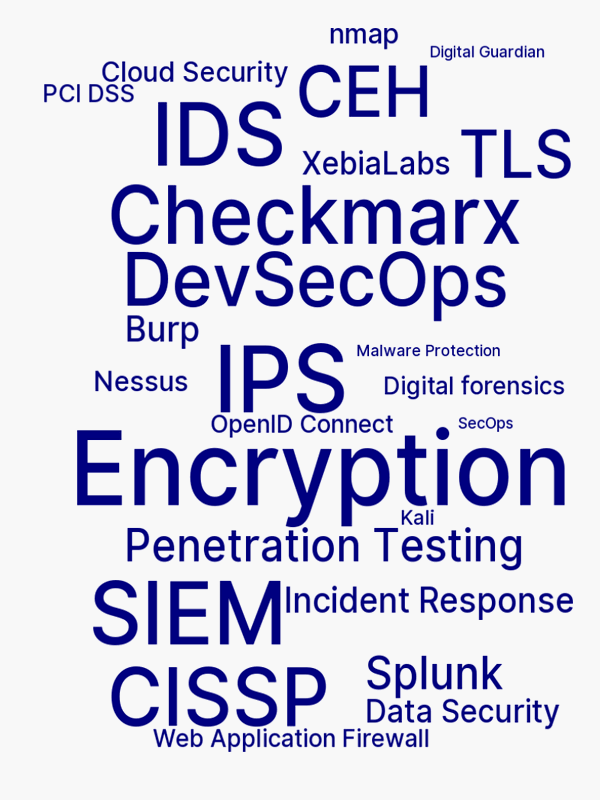 nmap
Digital Guardian
Cloud Security
CEH
PCI DSS
IDS
TLS
XebiaLabs
Checkmarx
DevSecOps
Burp
IPS
Malware Protection
Nessus
Digital forensics
OpenID Connect
SecOps
Encryption
Kali
Penetration Testing
SIEM
Incident Response
CISSP
Splunk
Data Security
Web Application Firewall